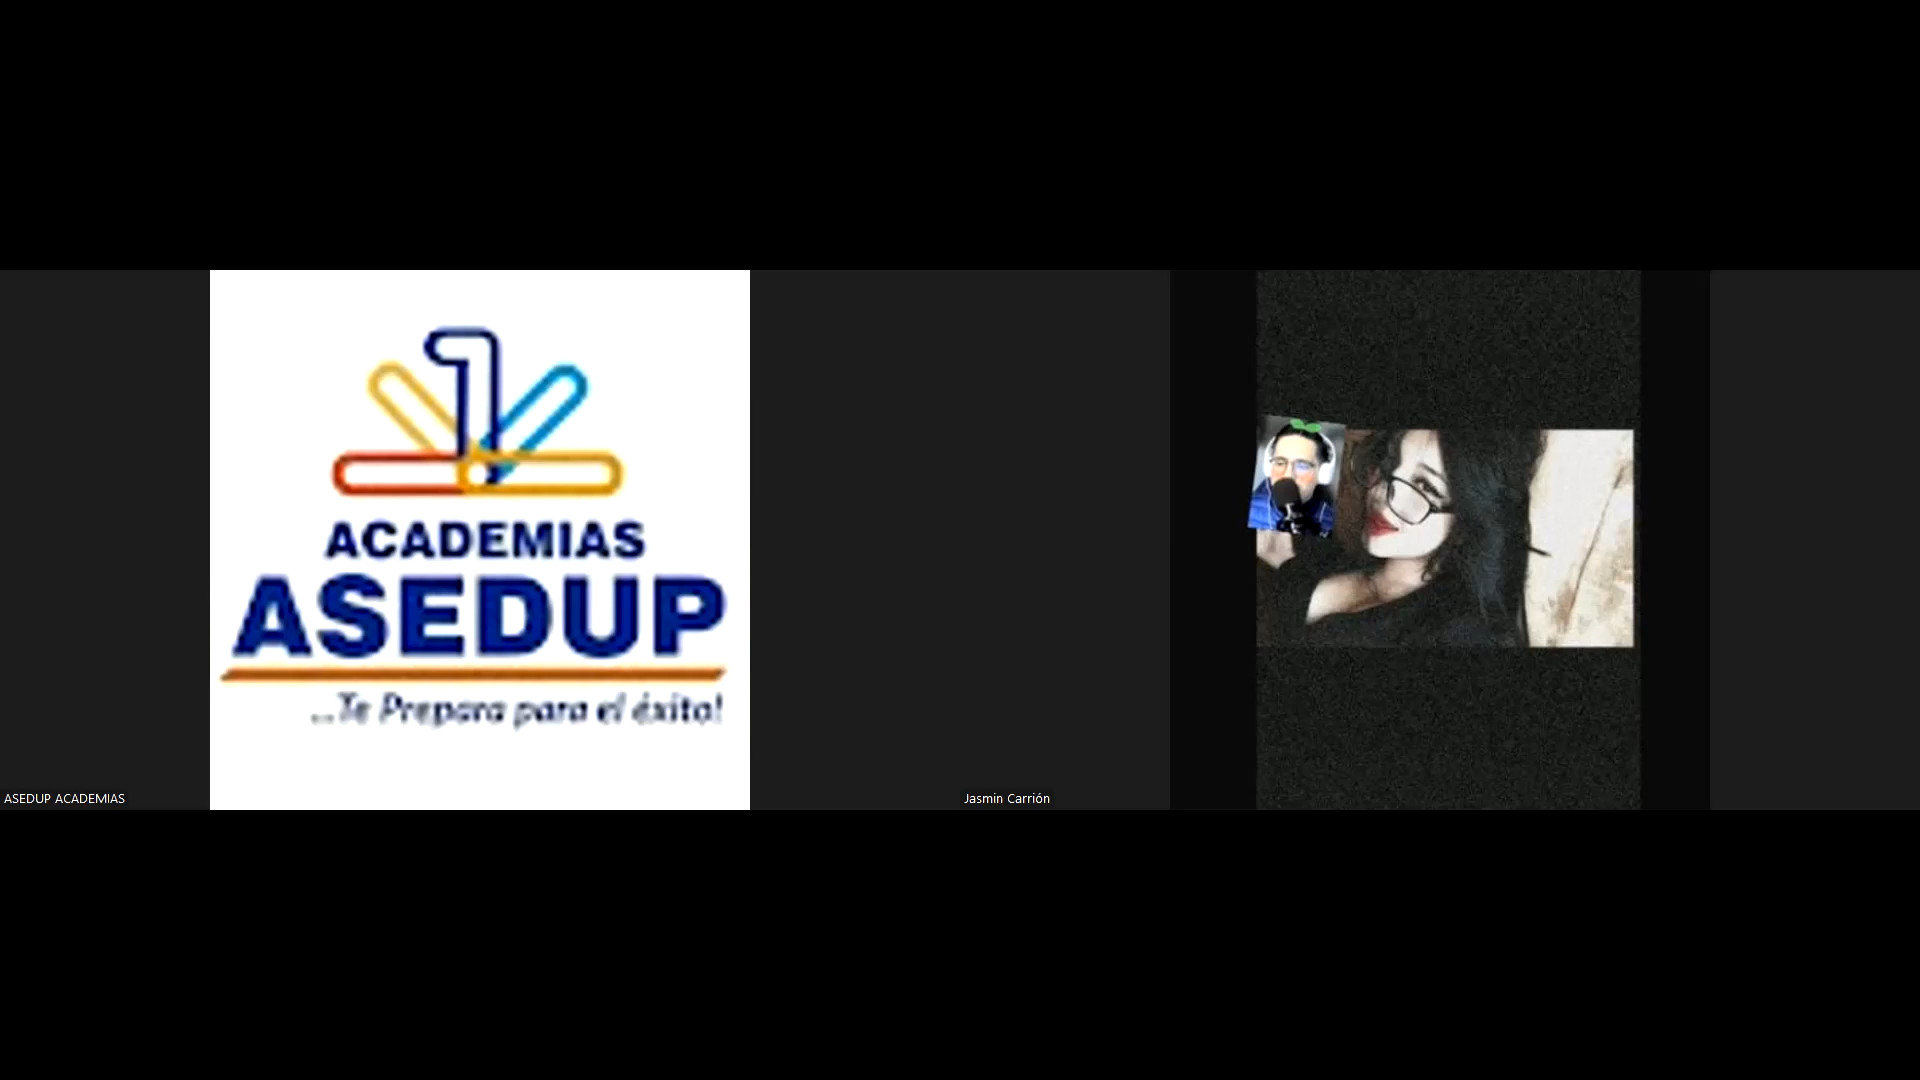 ACADEMIAS
ASEDUP
...Te Prepara para el éxito!
ASEDUP ACADEMIAS
Jasmin Carrión